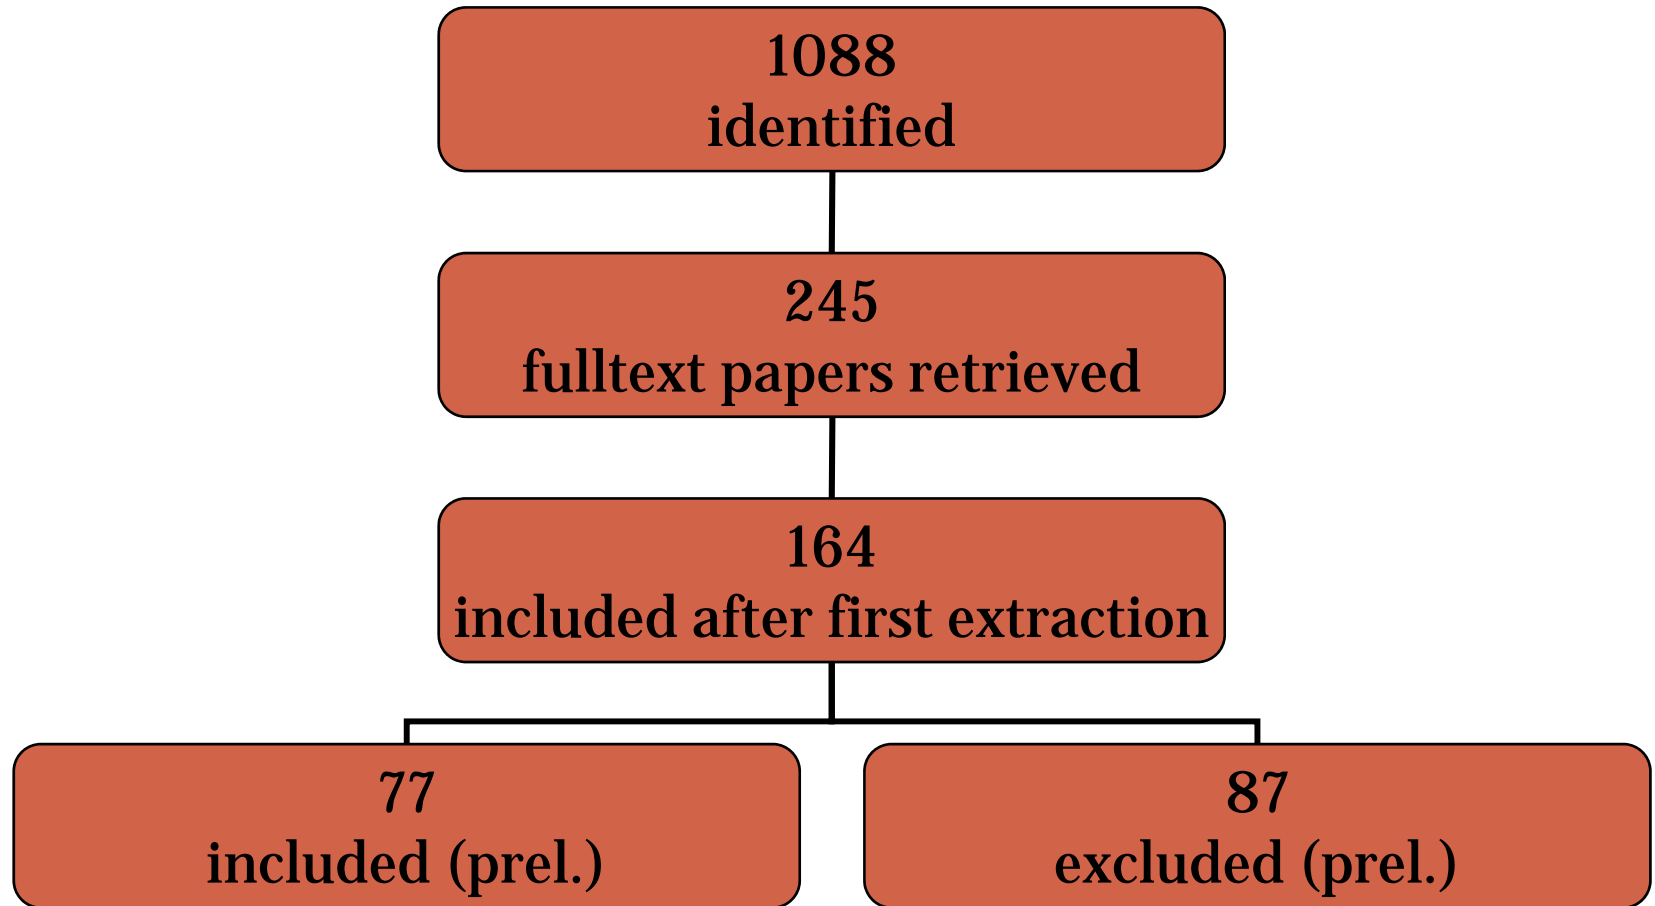 1088
identified
245
fulltext papers retrieved
164
included after first extraction
77
included (prel.)
87
excluded (prel.)